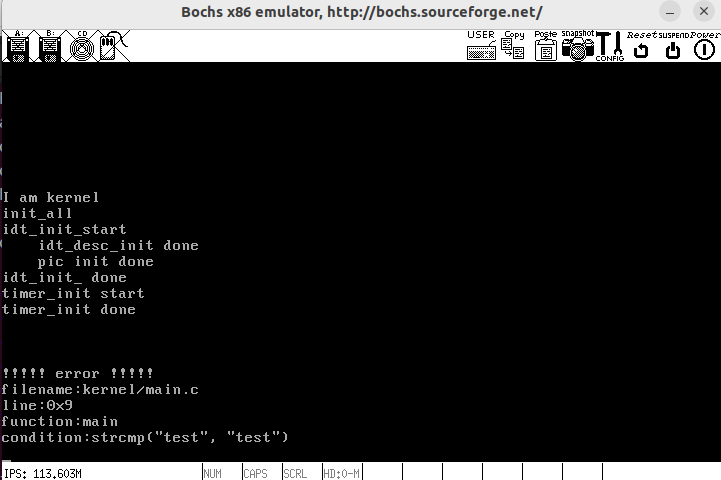 Bochs x86 emulator, http://bochs.sourceforge.net/
A: B: CD USER Copy Paste snapshot CONFIG Reset SUSPEND Power
I am kernel
init_all
idt_init_start
    idt_desc_init done
    pic init done
idt_init_ done
timer_init start
timer_init done
!!!!! error !!!!!
filename:kernel/main.c
line:0x9
function:main
condition:strcmp("test", "test")
IPS: 113.603M NUM CAPS SCRL HD:0-M